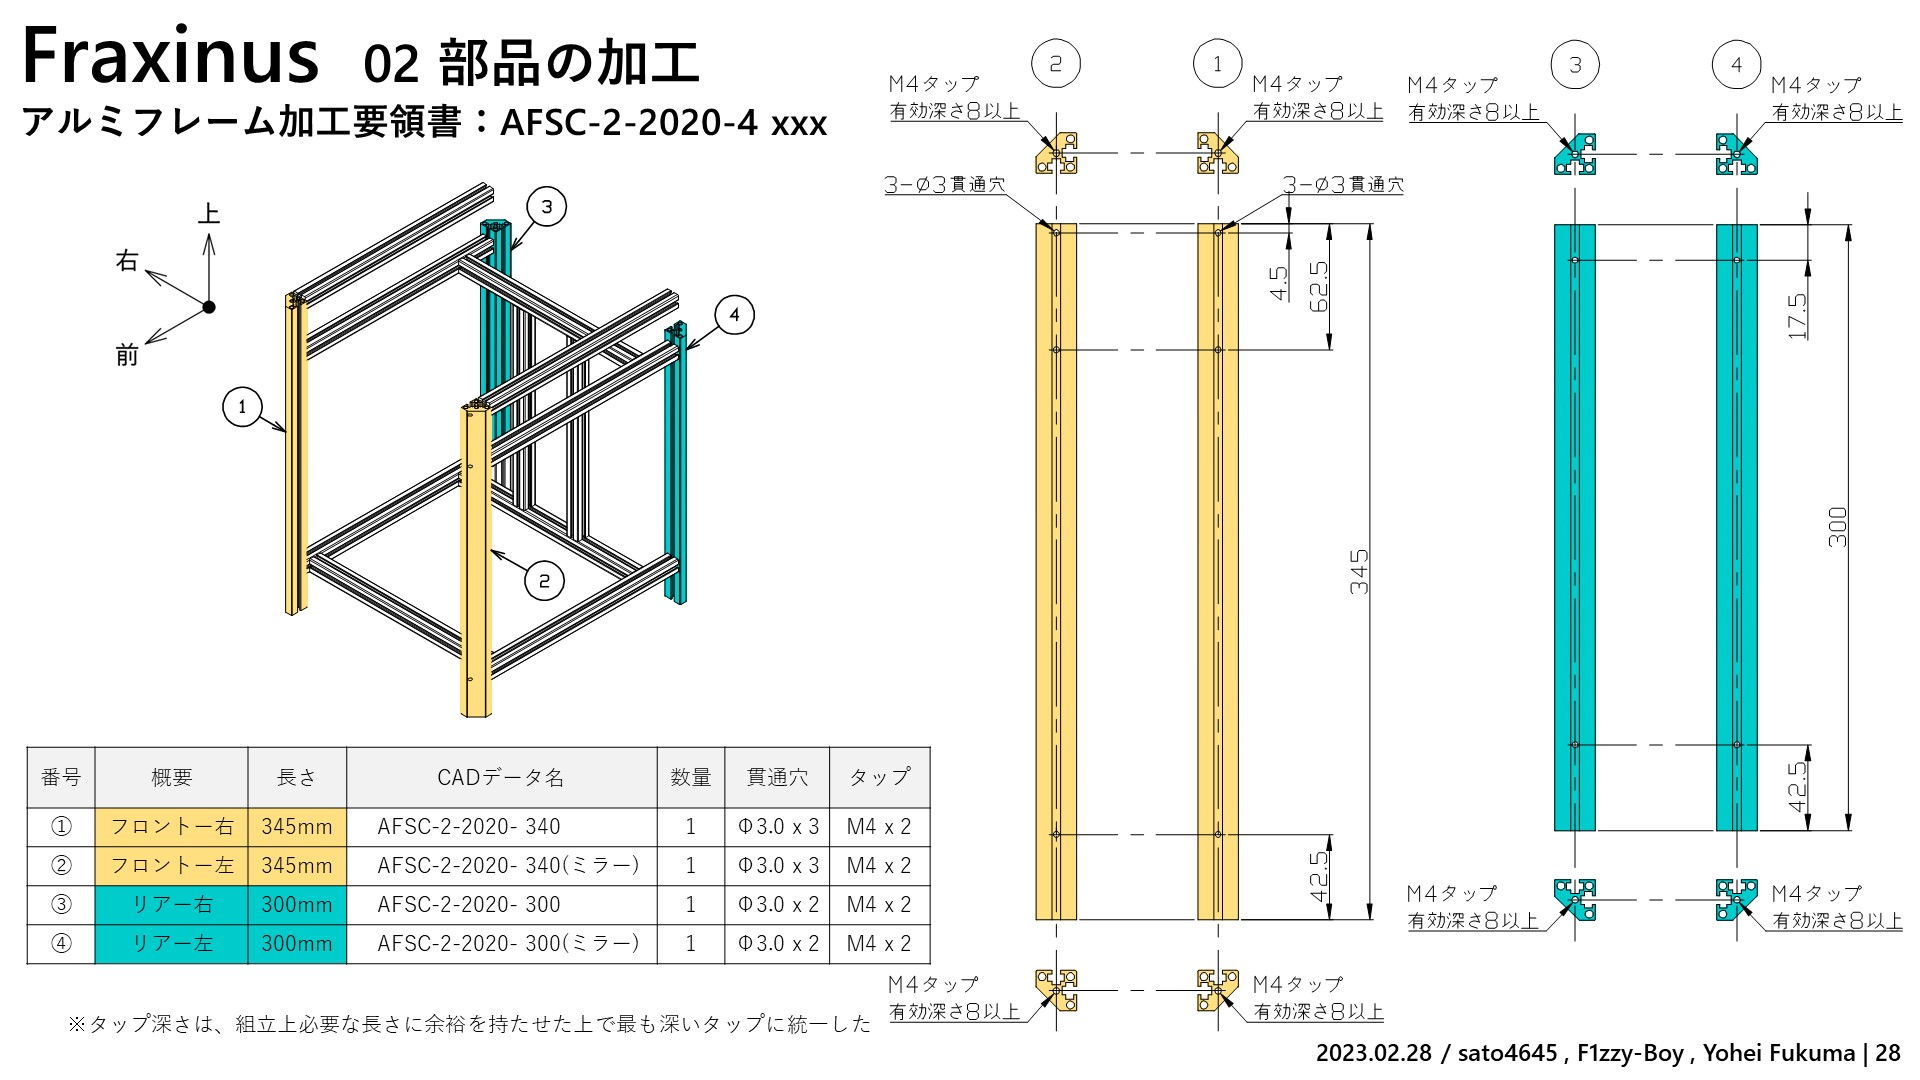 Fraxinus 02 部品の加工
アルミフレーム加工要領書：AFSC-2-2020-4 xxx
上
右
前
1
2
3
4
2
1
M4タップ
有効深さ8以上
M4タップ
有効深さ8以上
3-Ø3貫通穴
3-Ø3貫通穴
4.5
62.5
345
42.5
M4タップ
有効深さ8以上
M4タップ
有効深さ8以上
3
4
M4タップ
有効深さ8以上
M4タップ
有効深さ8以上
17.5
300
42.5
M4タップ
有効深さ8以上
M4タップ
有効深さ8以上
番号 概要 長さ CADデータ名 数量 貫通穴 タップ
① フロントー右 345mm AFSC-2-2020- 340 1 Φ3.0 x 3 M4 x 2
② フロントー左 345mm AFSC-2-2020- 340(ミラー) 1 Φ3.0 x 3 M4 x 2
③ リアー右 300mm AFSC-2-2020- 300 1 Φ3.0 x 2 M4 x 2
④ リアー左 300mm AFSC-2-2020- 300(ミラー) 1 Φ3.0 x 2 M4 x 2
※タップ深さは、組立上必要な長さに余裕を持たせた上で最も深いタップに統一した
2023.02.28 / sato4645 , F1zzy-Boy , Yohei Fukuma | 28